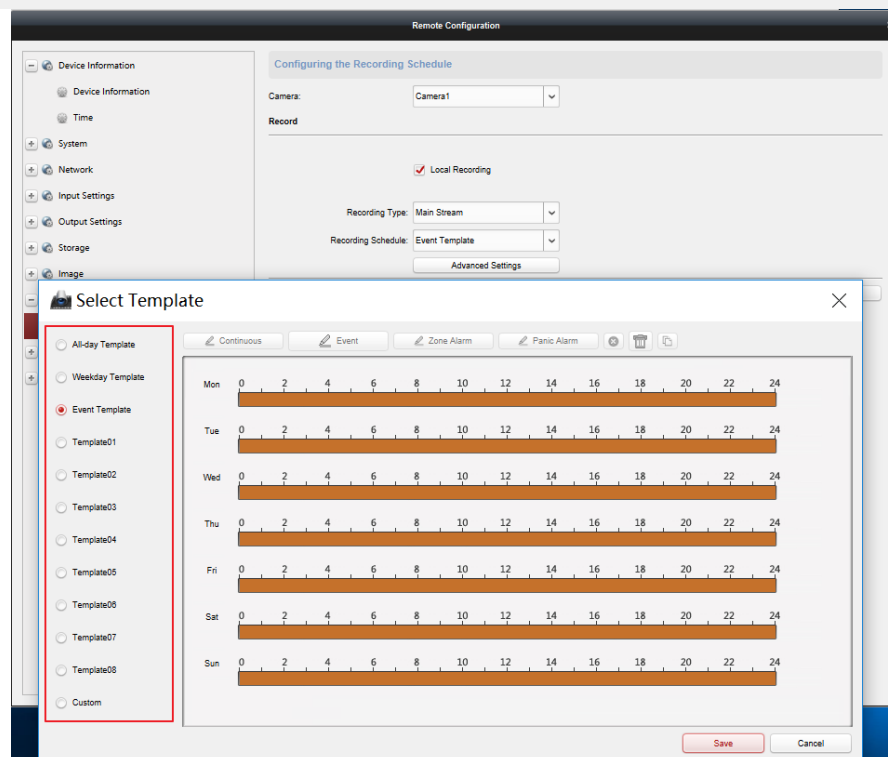 Remote Configuration
Device Information
Configuring the Recording Schedule
Device Information
Camera: Camera1
Time
Record
System
Network
Local Recording
Input Settings
Recording Type: Main Stream
Output Settings
Recording Schedule: Event Template
Storage
Advanced Settings
Image
Select Template
All-day Template
Weekday Template
Event Template
Template01
Template02
Template03
Template04
Template05
Template06
Template07
Template08
Custom
Continuous Event Zone Alarm Panic Alarm
Mon 0 2 4 6 8 10 12 14 16 18 20 22 24
Tue 0 2 4 6 8 10 12 14 16 18 20 22 24
Wed 0 2 4 6 8 10 12 14 16 18 20 22 24
Thu 0 2 4 6 8 10 12 14 16 18 20 22 24
Fri 0 2 4 6 8 10 12 14 16 18 20 22 24
Sat 0 2 4 6 8 10 12 14 16 18 20 22 24
Sun 0 2 4 6 8 10 12 14 16 18 20 22 24
Save Cancel